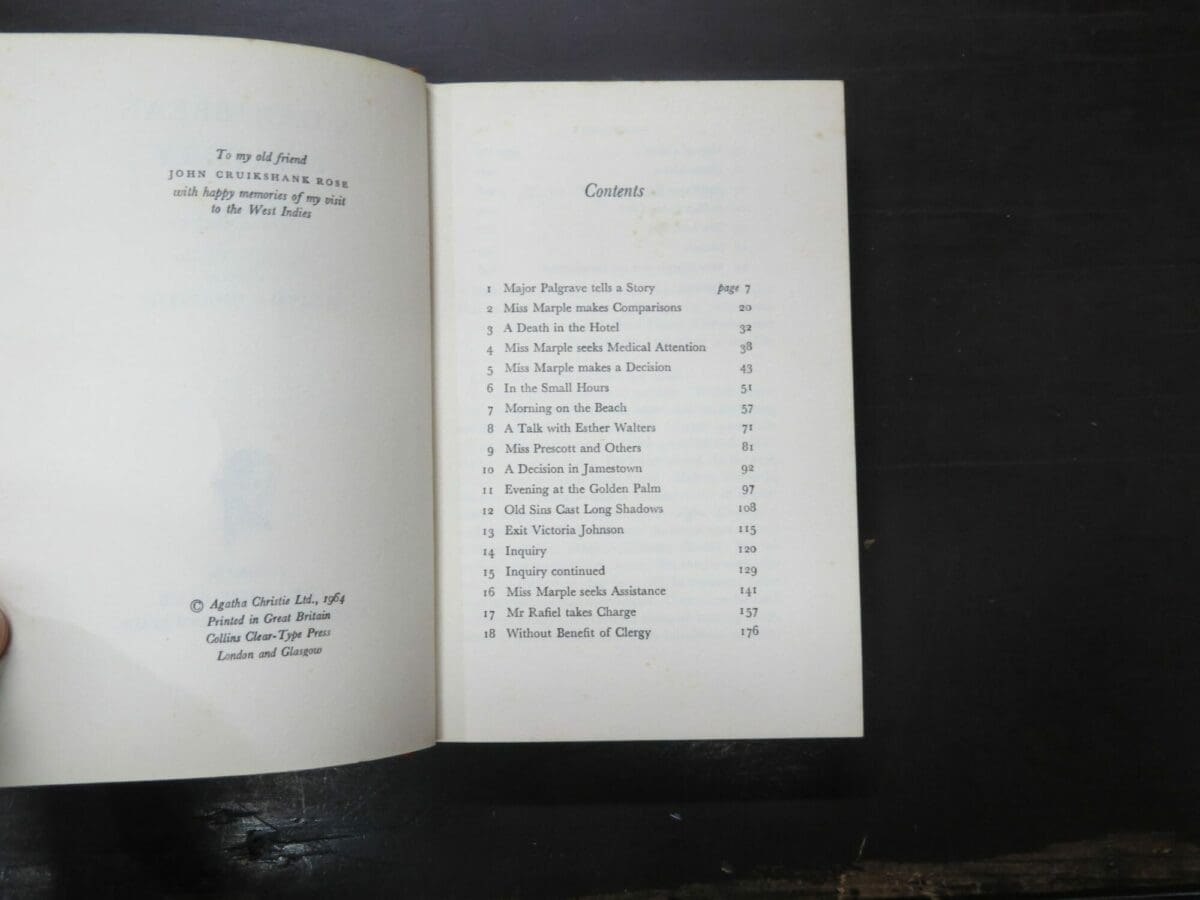 To my old friend
JOHN CRUIKSHANK ROSE
with happy memories of my visit
to the West Indies
© Agatha Christie Ltd., 1964
Printed in Great Britain
Collins Clear-Type Press
London and Glasgow
Contents
1 Major Palgrave tells a Story page 7
2 Miss Marple makes Comparisons 20
3 A Death in the Hotel 32
4 Miss Marple seeks Medical Attention 38
5 Miss Marple makes a Decision 43
6 In the Small Hours 51
7 Morning on the Beach 57
8 A Talk with Esther Walters 71
9 Miss Prescott and Others 81
10 A Decision in Jamestown 92
11 Evening at the Golden Palm 97
12 Old Sins Cast Long Shadows 108
13 Exit Victoria Johnson 115
14 Inquiry 120
15 Inquiry continued 129
16 Miss Marple seeks Assistance 141
17 Mr Rafiel takes Charge 157
18 Without Benefit of Clergy 176